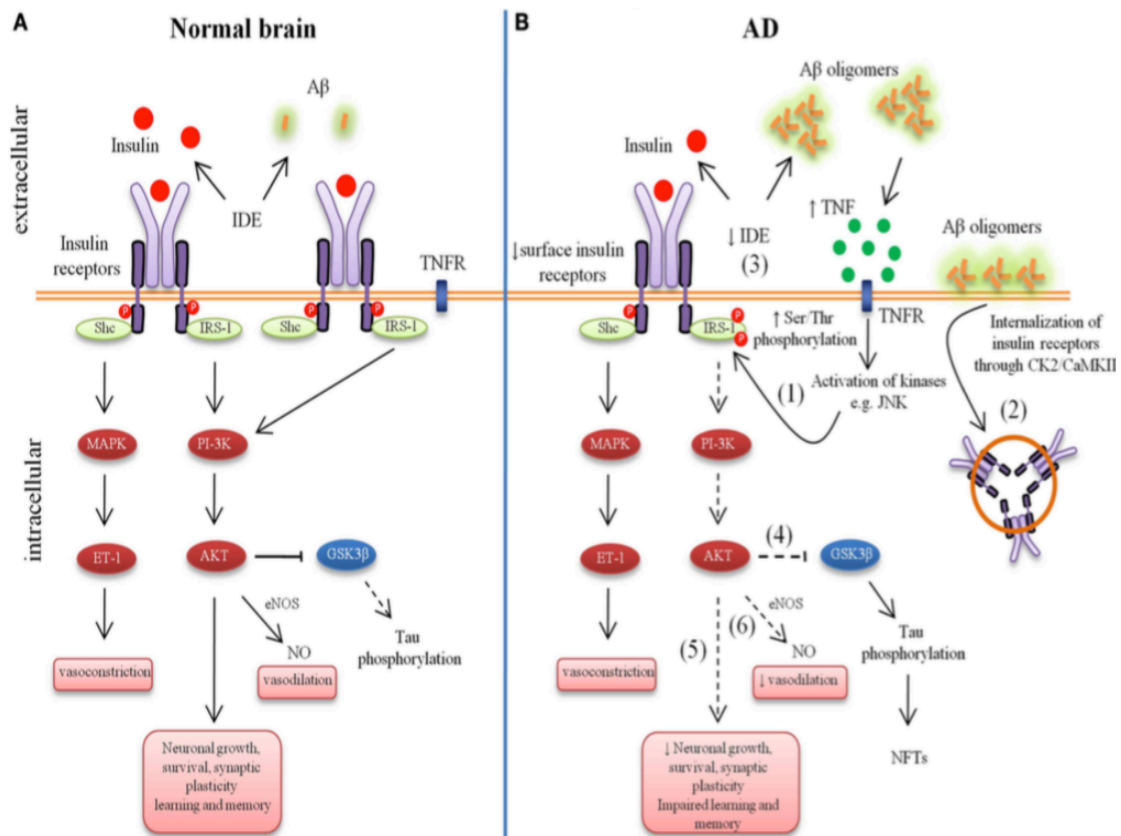 A
Normal brain
extracellular
intracellular
Aβ
Insulin
IDE
Insulin
receptors
TNFR
P
P
P
P
Shc
IRS-1
Shc
IRS-1
MAPK
PI-3K
ET-1
AKT
GSK3β
eNOS
NO
Tau
phosphorylation
vasoconstriction
vasodilation
Neuronal growth,
survival, synaptic
plasticity
learning and memory
B
AD
Aβ oligomers
Insulin
↑ TNF
↓ IDE
(3)
↓surface insulin
receptors
Aβ oligomers
P
P
P
Shc
IRS-1
↑ Ser/Thr
phosphorylation
TNFR
Internalization of
insulin receptors
through CK2/CaMKII
(1)
Activation of kinases
e.g. JNK
(2)
MAPK
PI-3K
ET-1
AKT
(4)
GSK3β
eNOS
(6)
(5)
NO
Tau
phosphorylation
vasoconstriction
↓ vasodilation
↓ Neuronal growth,
survival, synaptic
plasticity
Impaired learning and
memory
NFTs